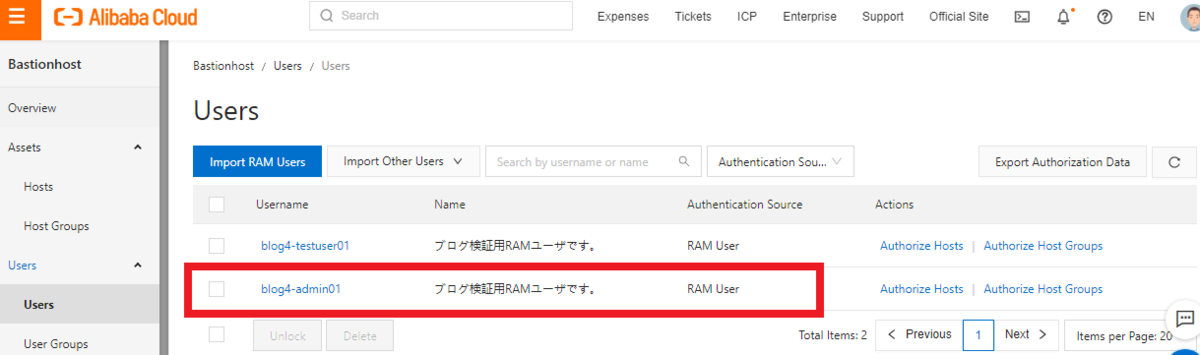 Alibaba Cloud
Search
Expenses Tickets ICP Enterprise Support Official Site EN
Bastionhost
Overview
Assets
Hosts
Host Groups
Users
Users
User Groups
Bastionhost / Users / Users
Users
Import RAM Users Import Other Users Search by username or name Authentication Sou... Export Authorization Data
Username Name Authentication Source Actions
blog4-testuser01 ブログ検証用RAMユーザです。 RAM User Authorize Hosts | Authorize Host Groups
blog4-admin01 ブログ検証用RAMユーザです。 RAM User Authorize Hosts | Authorize Host Groups
Unlock Delete Total Items: 2 < Previous 1 Next > Items per Page: 20